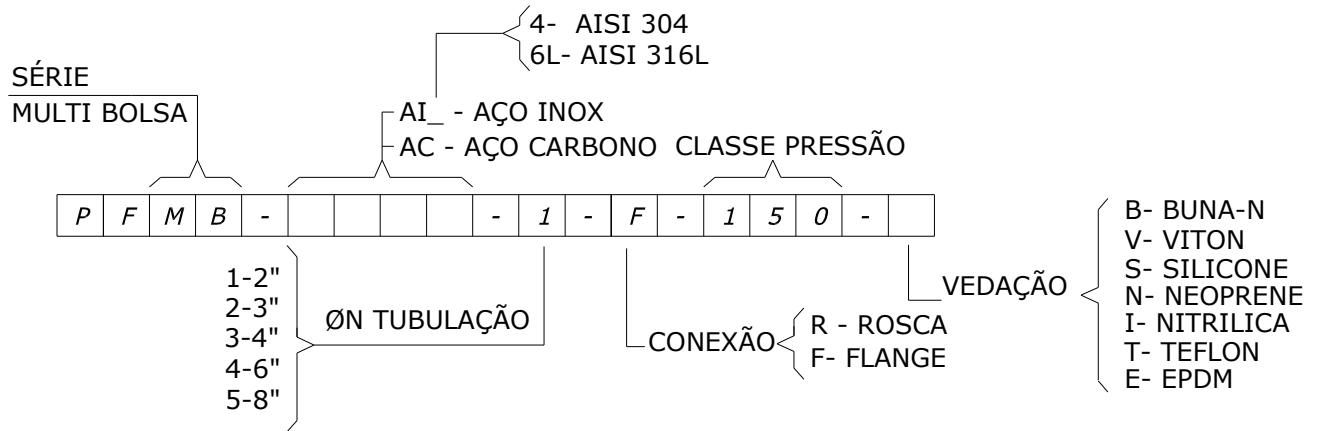 4- AISI 304
6L- AISI 316L
SÉRIE
MULTI BOLSA
AI_ - AÇO INOX
AC - AÇO CARBONO
CLASSE PRESSÃO
P F M B - - 1 - F - 1 5 0 -
1-2"
2-3"
3-4"
4-6"
5-8"
ØN TUBULAÇÃO
CONEXÃO
R - ROSCA
F- FLANGE
VEDAÇÃO
B- BUNA-N
V- VITON
S- SILICONE
N- NEOPRENE
I- NITRILICA
T- TEFLON
E- EPDM